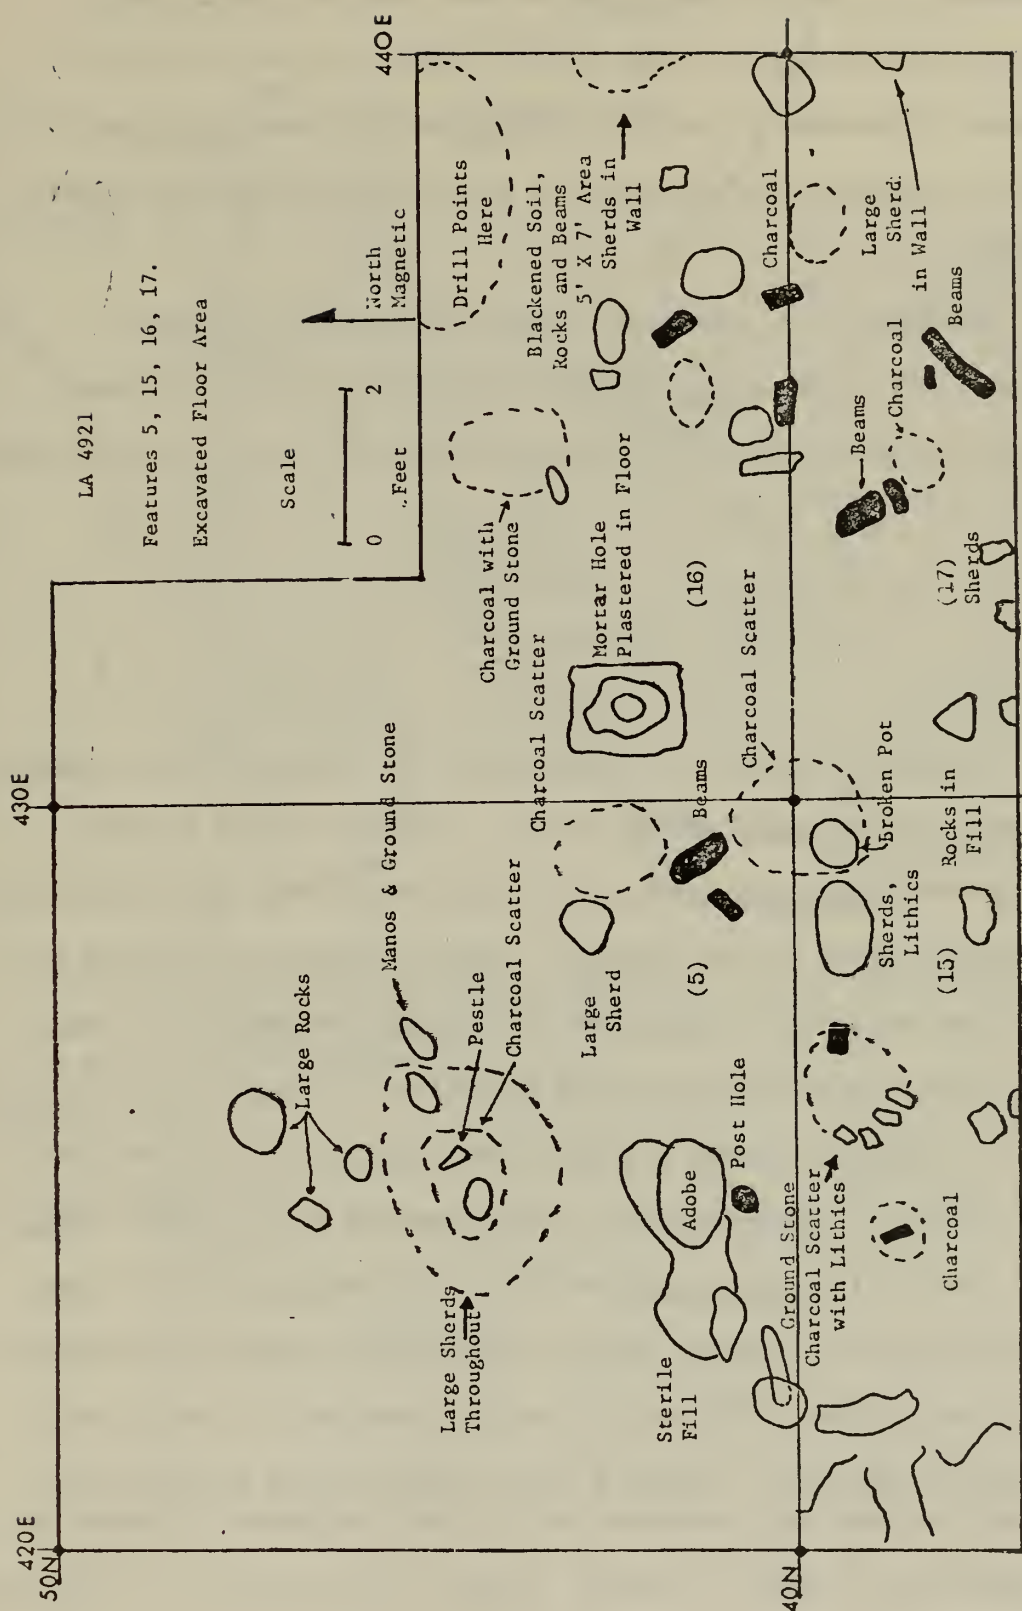 LA 4921
Features 5, 15, 16, 17.
Excavated Floor Area
Scale
0 2
Feet
North
Magnetic
420E
430E
440E
50N
40N
Drill Points
Here
Large Rocks
Manos & Ground Stone
Pestle
Charcoal Scatter
Large Sherds
Throughout
Charcoal with
Ground Stone
Charcoal Scatter
Blackened Soil,
Rocks and Beams
5' X 7' Area
Sherds in
Wall
Mortar Hole
Plastered in Floor
Large
Sherd
Beams
(5)
(16)
Sterile
Fill
Adobe
Post Hole
Charcoal Scatter
Charcoal
Ground Stone
Charcoal Scatter
with Lithics
Charcoal
Sherds,
Lithics
(15)
Broken Pot
Rocks in
Fill
(17)
Sherds
Beams
Charcoal
Beams
Large
Sherd
in Wall